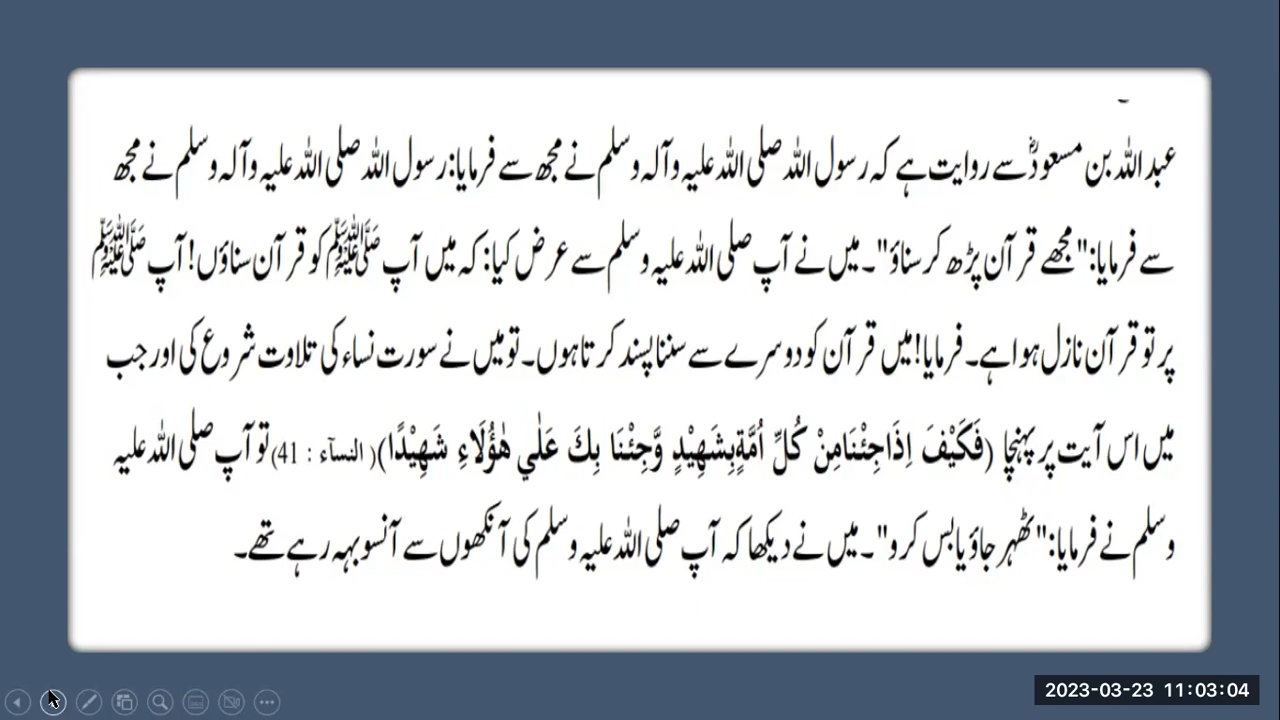 عبد اللہ بن مسعودؓ سے روایت ہے کہ رسول اللہ صلی اللہ علیہ وآلہ وسلم نے مجھ سے فرمایا: رسول اللہ صلی اللہ علیہ وآلہ وسلم نے مجھ
سے فرمایا: "مجھے قرآن پڑھ کر سناؤ"۔ میں نے آپ صلی اللہ علیہ وسلم سے عرض کیا: کہ میں آپ ﷺ کو قرآن سناؤں! آپ ﷺ
پر تو قرآن نازل ہوا ہے۔ فرمایا! میں قرآن کو دوسرے سے سننا پسند کرتا ہوں۔ تو میں نے سورت نساء کی تلاوت شروع کی اور جب
میں اس آیت پر پہنچا (فَكَيْفَ اِذَا جِئْنَا مِنْ كُلِّ اُمَّةٍۢ بِشَهِيْدٍ وَّجِئْنَا بِكَ عَلٰي هٰٓؤُلَاۗءِ شَهِيْدًا) ( النسآء : 41) تو آپ صلی اللہ علیہ
وسلم نے فرمایا: "ٹھہر جاؤ یا بس کرو"۔ میں نے دیکھا کہ آپ صلی اللہ علیہ وسلم کی آنکھوں سے آنسو بہہ رہے تھے۔
2023-03-23 11:03:04